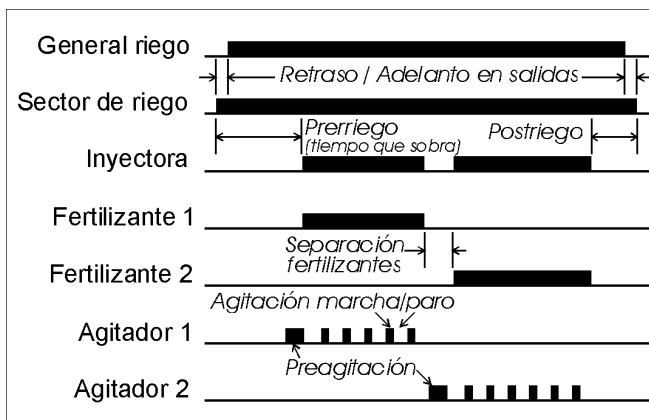 General riego
Retraso / Adelanto en salidas
Sector de riego
Prerriego
(tiempo que sobra)
Postriego
Inyectora
Fertilizante 1
Separación
fertilizantes
Fertilizante 2
Agitación marcha/paro
Agitador 1
Preagitación
Agitador 2